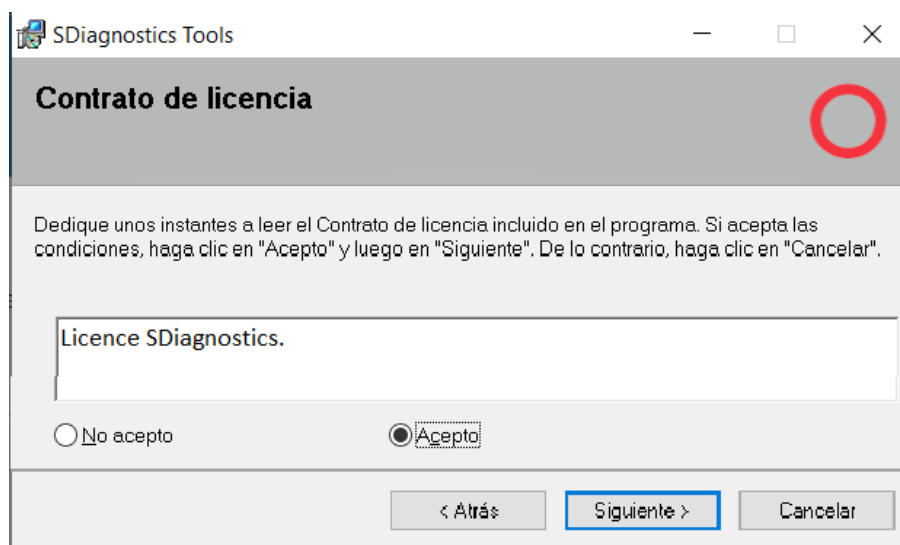 SDiagnostics Tools
Contrato de licencia
Dedique unos instantes a leer el Contrato de licencia incluido en el programa. Si acepta las
condiciones, haga clic en "Acepto" y luego en "Siguiente". De lo contrario, haga clic en "Cancelar".
Licence SDiagnostics.
No acepto
Acepto
< Atrás
Siguiente >
Cancelar